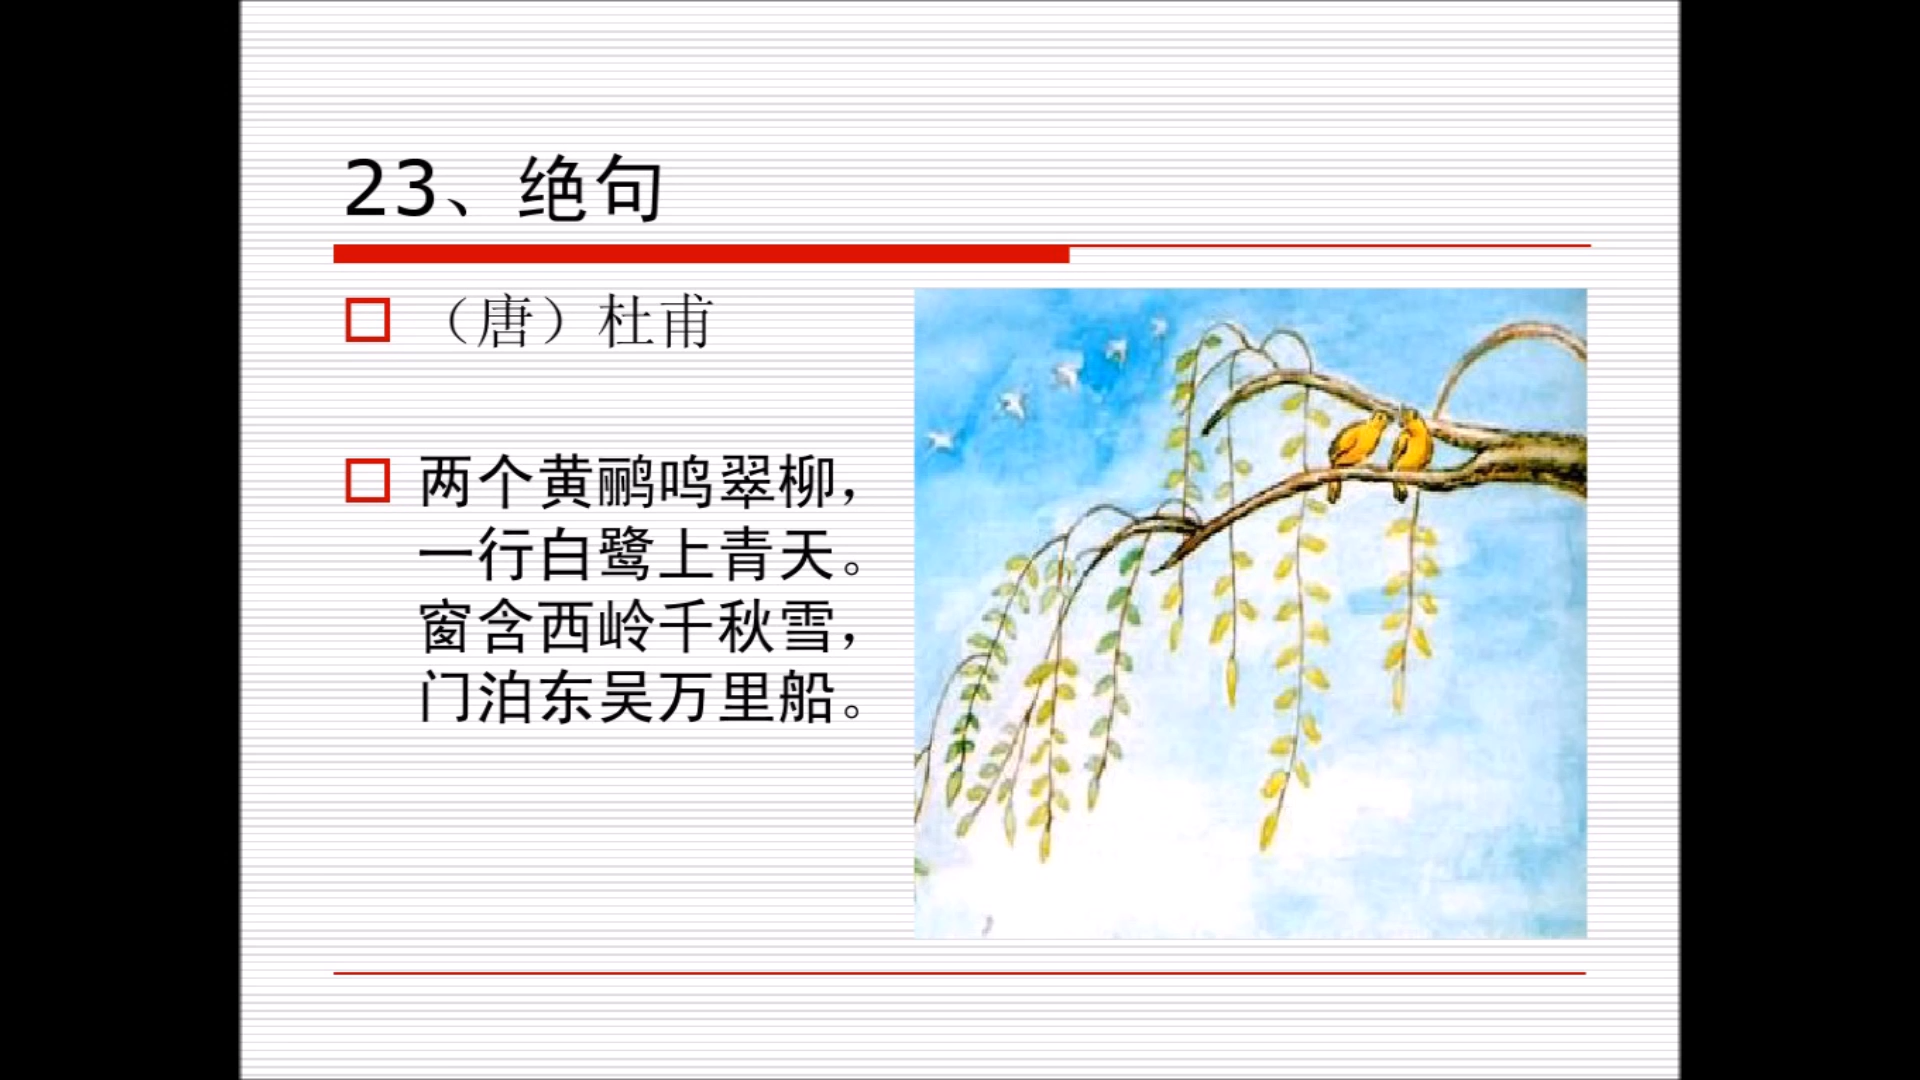 23、绝句
（唐）杜甫
两个黄鹂鸣翠柳，
一行白鹭上青天。
窗含西岭千秋雪，
门泊东吴万里船。